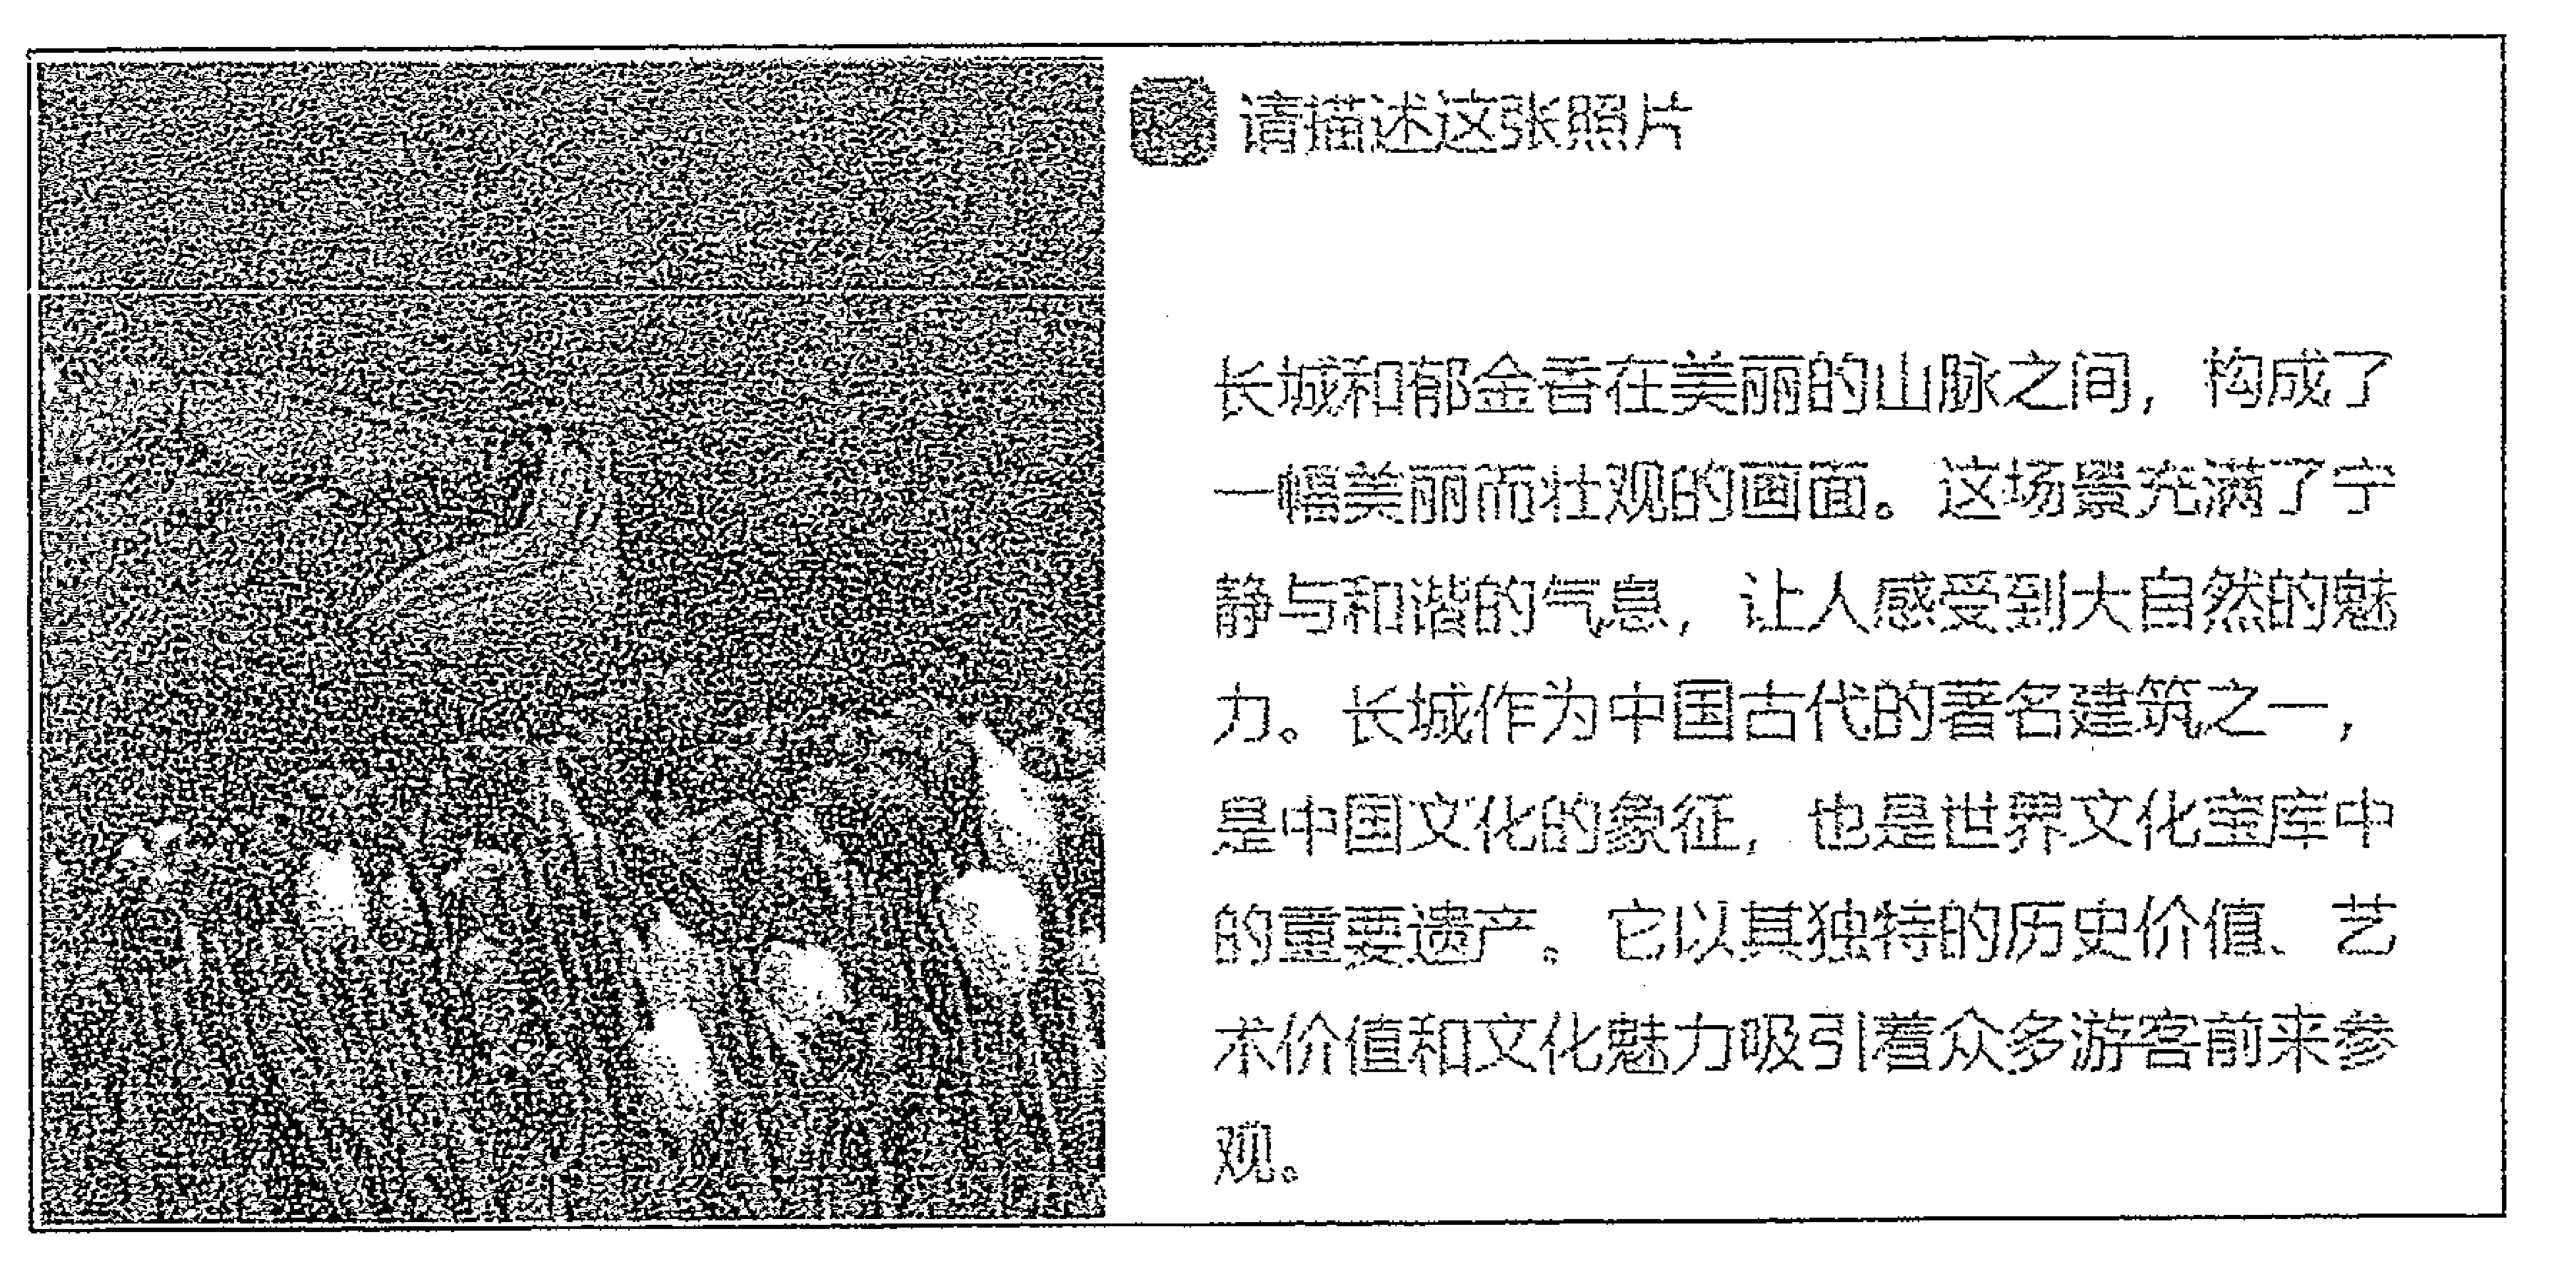 请描述这张照片
长城和郁金香在美丽的山脉之间，构成了
一幅美丽而壮观的画面。这场景充满了宁
静与和谐的气息，让人感受到大自然的魅
力。长城作为中国古代的著名建筑之一，
是中国文化的象征，也是世界文化宝库中
的重要遗产。它以其独特的历史价值、艺
术价值和文化魅力吸引着众多游客前来参
观。